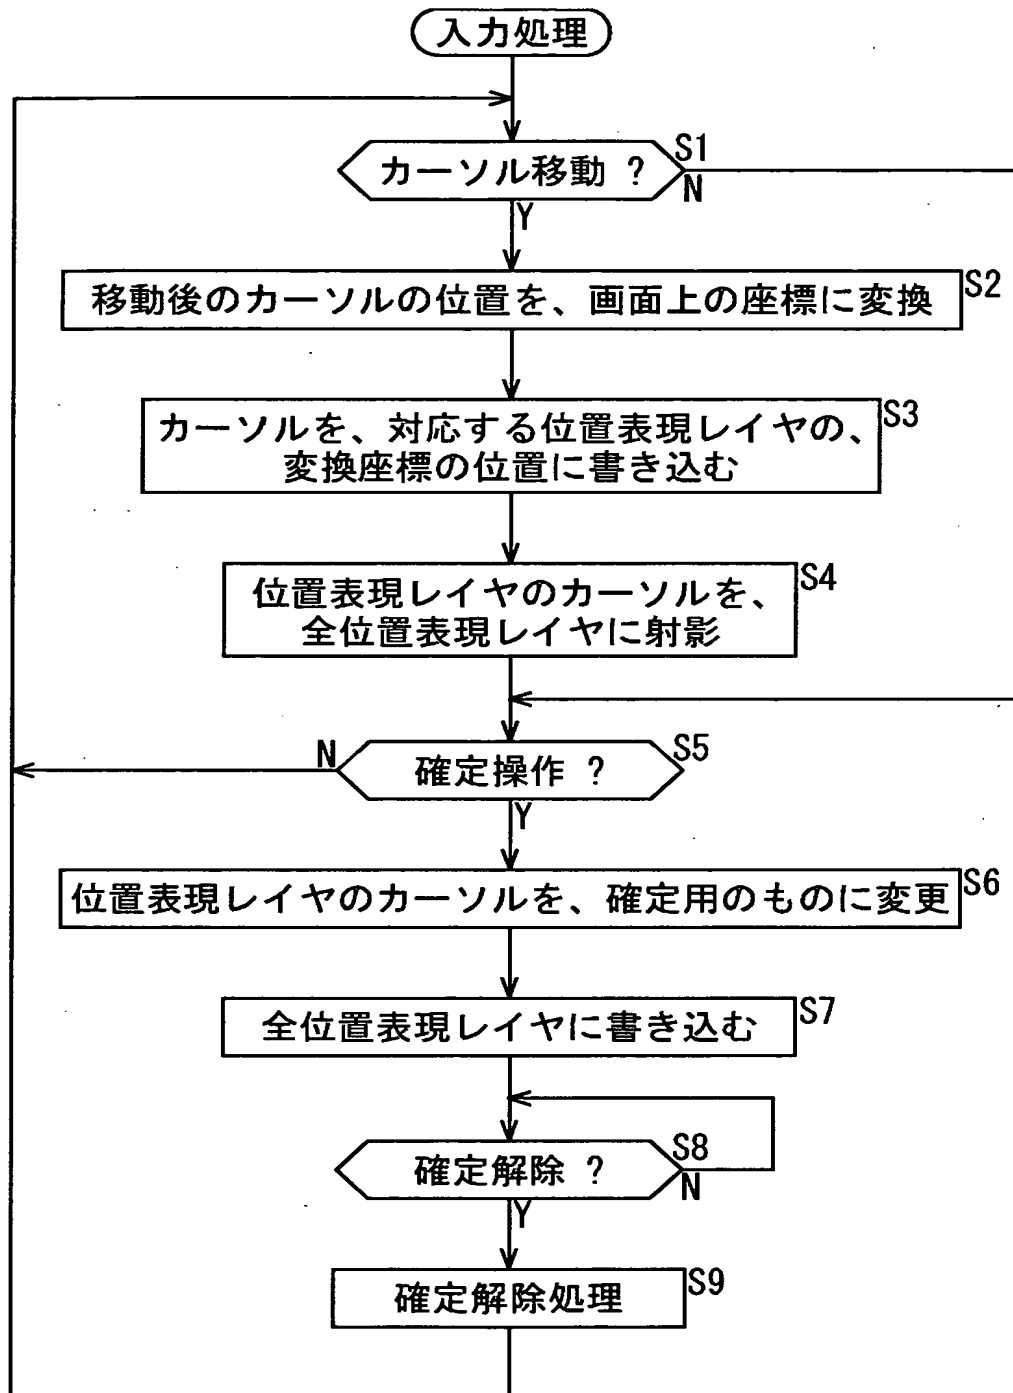 入力処理
カーソル移動 ?
S1
N
Y
移動後のカーソルの位置を、画面上の座標に変換
S2
カーソルを、対応する位置表現レイヤの、
変換座標の位置に書き込む
S3
位置表現レイヤのカーソルを、
全位置表現レイヤに射影
S4
N
確定操作 ?
S5
Y
位置表現レイヤのカーソルを、確定用のものに変更
S6
全位置表現レイヤに書き込む
S7
確定解除 ?
S8
N
Y
確定解除処理
S9